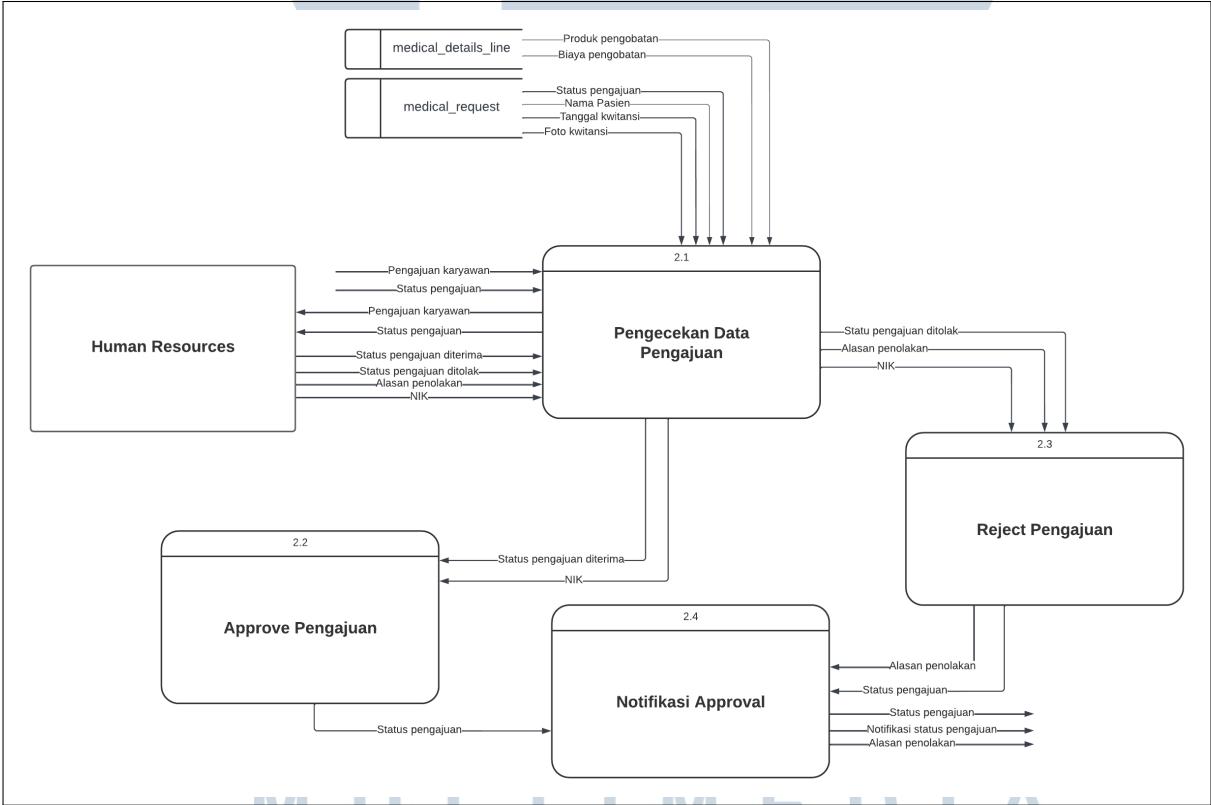 medical_details_line
Produk pengobatan
Biaya pengobatan
medical_request
Status pengajuan
Nama Pasien
Tanggal kwitansi
Foto kwitansi
Human Resources
Pengajuan karyawan
Status pengajuan
Pengajuan karyawan
Status pengajuan
Status pengajuan diterima
Status pengajuan ditolak
Alasan penolakan
NIK
2.1
Pengecekan Data
Pengajuan
Statu pengajuan ditolak
Alasan penolakan
NIK
2.3
Reject Pengajuan
2.2
Approve Pengajuan
Status pengajuan diterima
NIK
2.4
Notifikasi Approval
Alasan penolakan
Status pengajuan
Status pengajuan
Status pengajuan
Notifikasi status pengajuan
Alasan penolakan